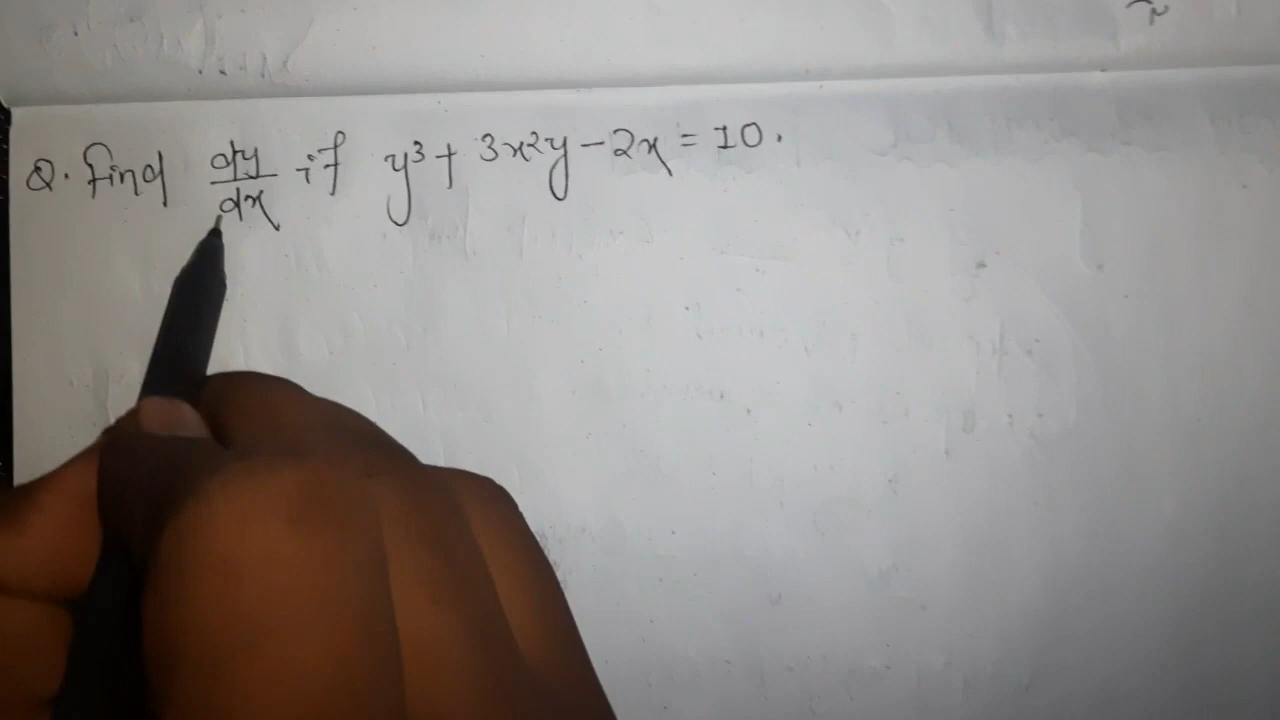 Q. Find dy/dx if y³ + 3x²y - 2x = 10.